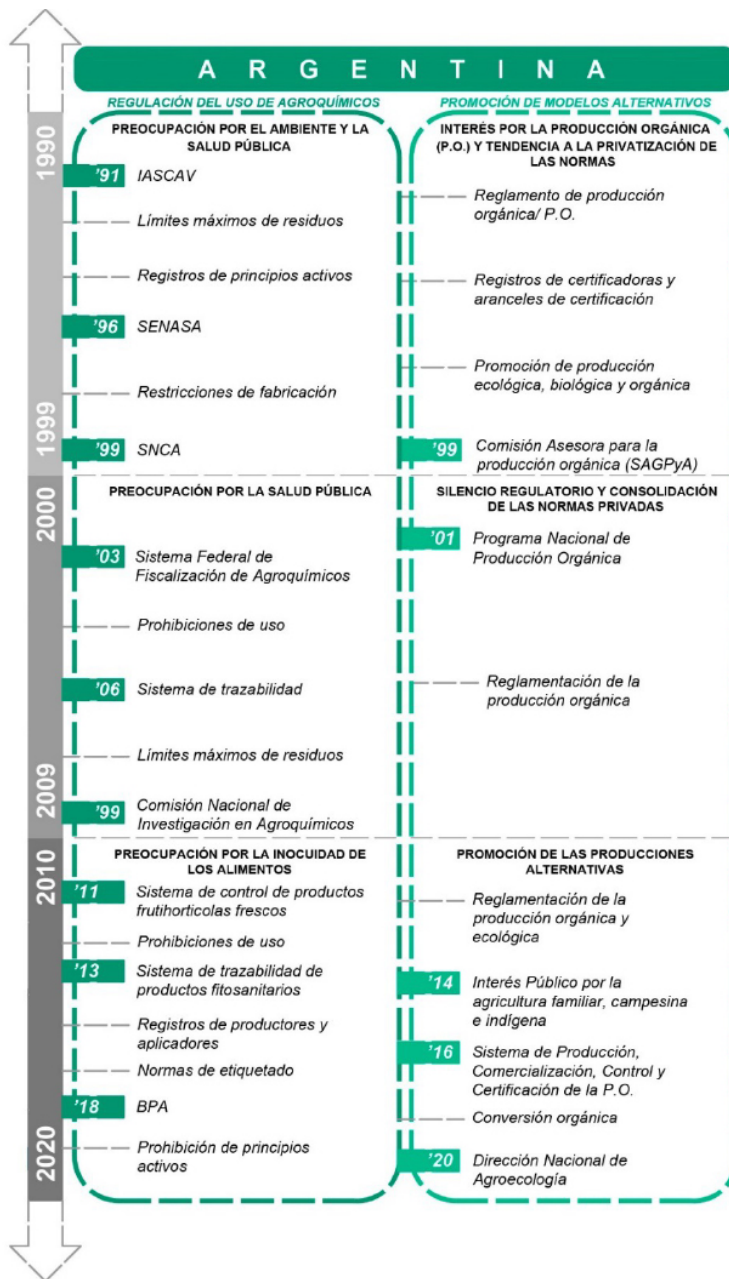 ARGENTINA
REGULACIÓN DEL USO DE AGROQUÍMICOS
PREOCUPACIÓN POR EL AMBIENTE Y LA
SALUD PÚBLICA
1990
'91 IASCAV
Límites máximos de residuos
Registros de principios activos
'96 SENASA
Restricciones de fabricación
1999
'99 SNCA
2000
PREOCUPACIÓN POR LA SALUD PÚBLICA
'03 Sistema Federal de
Fiscalización de Agroquímicos
Prohibiciones de uso
'06 Sistema de trazabilidad
Límites máximos de residuos
2009
'99 Comisión Nacional de
Investigación en Agroquímicos
2010
PREOCUPACIÓN POR LA INOCUIDAD DE
LOS ALIMENTOS
'11 Sistema de control de productos
frutihorticolas frescos
Prohibiciones de uso
'13 Sistema de trazabilidad de
productos fitosanitarios
Registros de productores y
aplicadores
Normas de etiquetado
'18 BPA
2020
Prohibición de principios
activos
PROMOCIÓN DE MODELOS ALTERNATIVOS
INTERÉS POR LA PRODUCCIÓN ORGÁNICA
(P.O.) Y TENDENCIA A LA PRIVATIZACIÓN DE
LAS NORMAS
Reglamento de producción
orgánica/ P.O.
Registros de certificadoras y
aranceles de certificación
Promoción de producción
ecológica, biológica y orgánica
'99 Comisión Asesora para la
producción orgánica (SAGPyA)
SILENCIO REGULATORIO Y CONSOLIDACIÓN
DE LAS NORMAS PRIVADAS
'01 Programa Nacional de
Producción Orgánica
Reglamentación de la
producción orgánica
PROMOCIÓN DE LAS PRODUCCIONES
ALTERNATIVAS
Reglamentación de la
producción orgánica y
ecológica
'14 Interés Público por la
agricultura familiar, campesina
e indígena
'16 Sistema de Producción,
Comercialización, Control y
Certificación de la P.O.
Conversión orgánica
'20 Dirección Nacional de
Agroecología